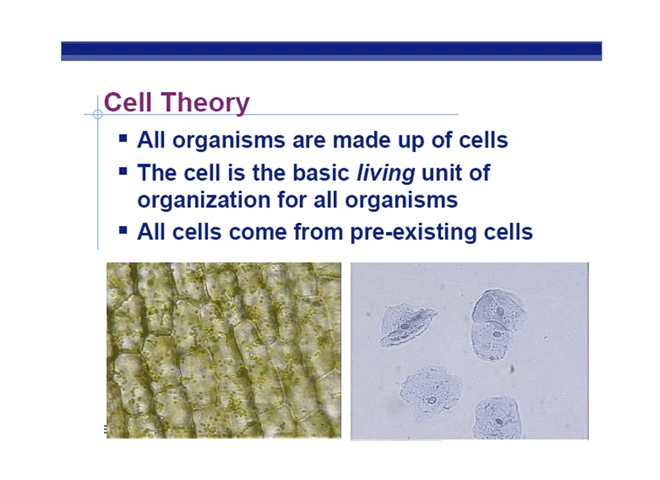 Cell Theory
All organisms are made up of cells
The cell is the basic living unit of
organization for all organisms
All cells come from pre-existing cells